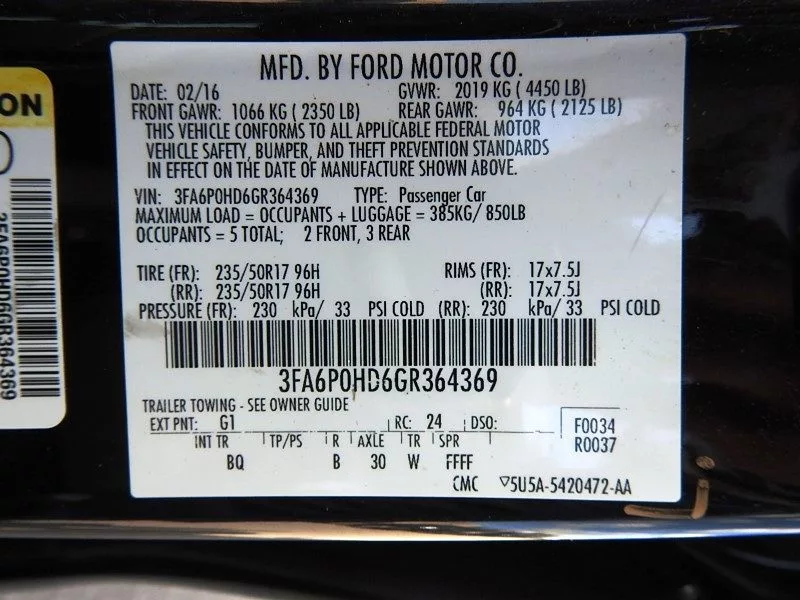 MFD. BY FORD MOTOR CO.
DATE: 02/16 GVWR: 2019 KG ( 4450 LB)
FRONT GAWR: 1066 KG ( 2350 LB) REAR GAWR: 964 KG ( 2125 LB)
THIS VEHICLE CONFORMS TO ALL APPLICABLE FEDERAL MOTOR
VEHICLE SAFETY, BUMPER, AND THEFT PREVENTION STANDARDS
IN EFFECT ON THE DATE OF MANUFACTURE SHOWN ABOVE.
VIN: 3FA6P0HD6GR364369 TYPE: Passenger Car
MAXIMUM LOAD = OCCUPANTS + LUGGAGE = 385KG/ 850LB
OCCUPANTS = 5 TOTAL; 2 FRONT, 3 REAR
TIRE (FR): 235/50R17 96H RIMS (FR): 17x7.5J
(RR): 235/50R17 96H (RR): 17x7.5J
PRESSURE (FR): 230 kPa/ 33 PSI COLD (RR): 230 kPa/ 33 PSI COLD
3FA6P0HD6GR364369
TRAILER TOWING - SEE OWNER GUIDE
EXT PNT: G1 RC: 24 DSO: F0034
INT TR TP/PS R AXLE TR SPR R0037
BQ B 30 W FFFF
CMC ▽5U5A-5420472-AA
ON
3FA6P0HD6GR364369